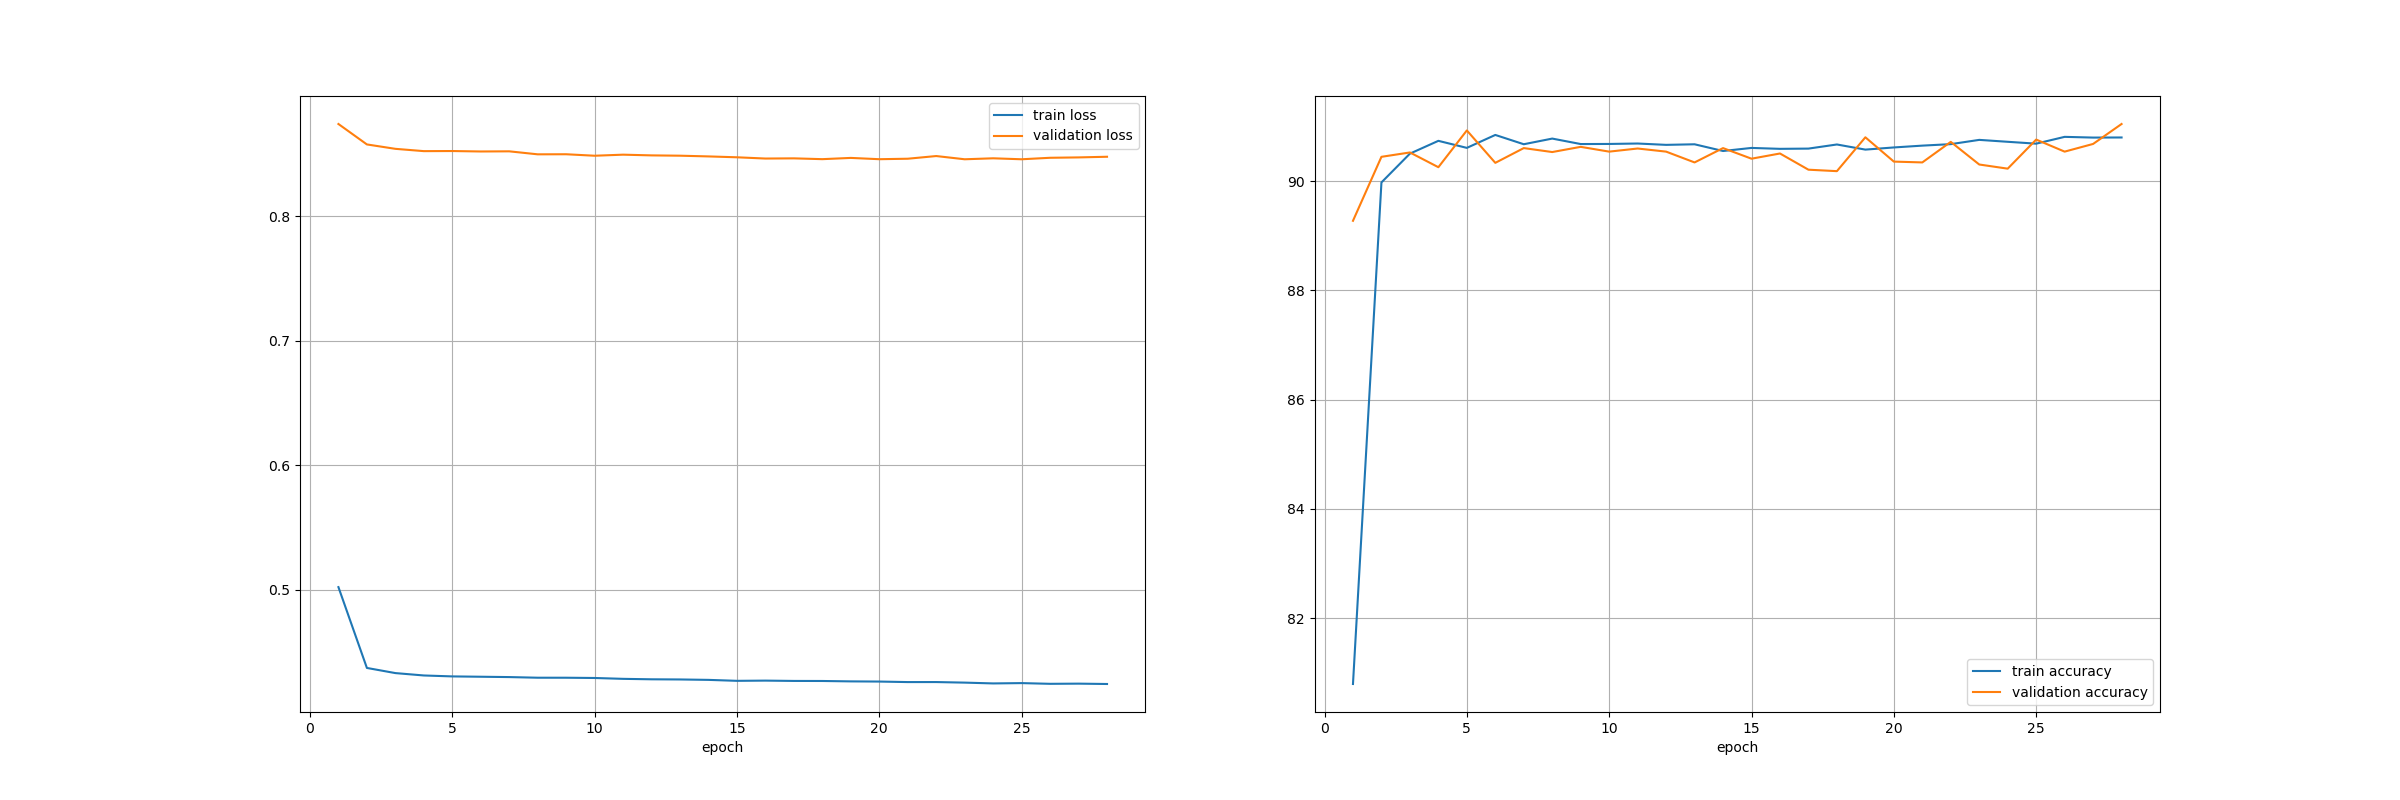 train loss
validation loss
0.8
0.7
0.6
0.5
0 5 10 15 20 25
epoch
90
88
86
84
82
train accuracy
validation accuracy
0 5 10 15 20 25
epoch